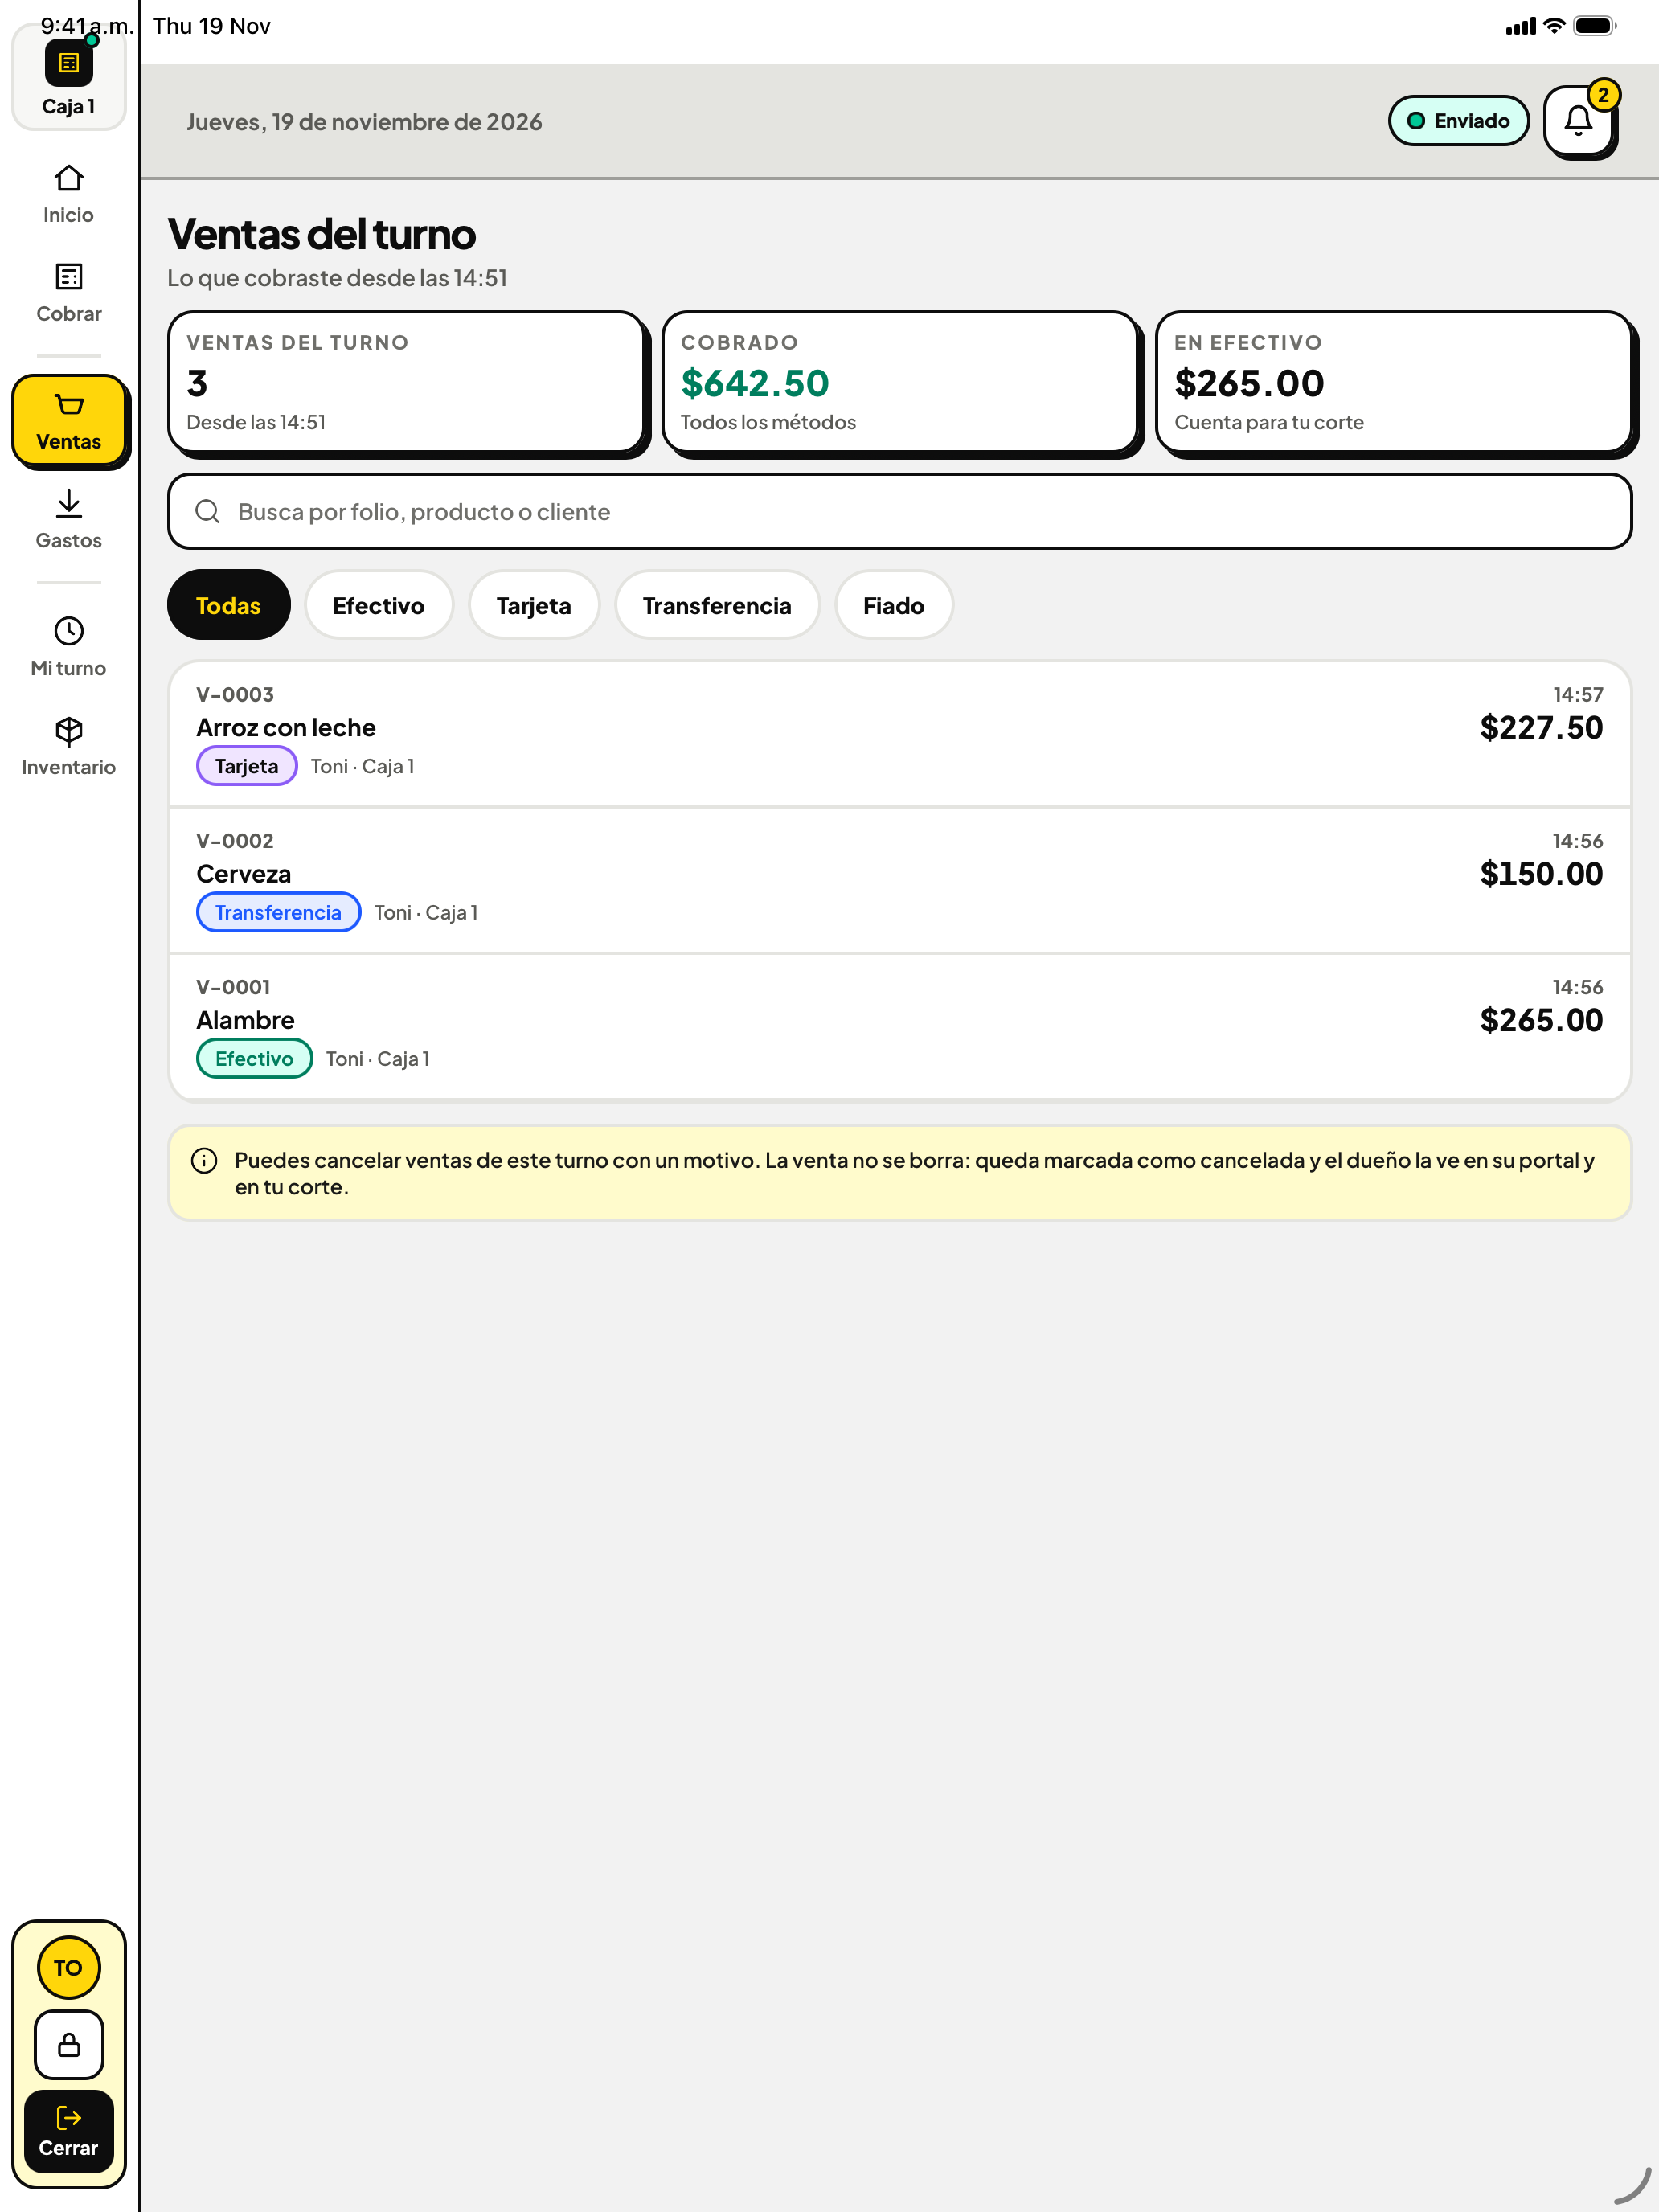 9:41 a.m. Thu 19 Nov
Caja 1
Inicio
Cobrar
Ventas
Gastos
Mi turno
Inventario
TO
Cerrar
Jueves, 19 de noviembre de 2026
Enviado
2
Ventas del turno
Lo que cobraste desde las 14:51
VENTAS DEL TURNO
3
Desde las 14:51
COBRADO
$642.50
Todos los métodos
EN EFECTIVO
$265.00
Cuenta para tu corte
Busca por folio, producto o cliente
Todas Efectivo Tarjeta Transferencia Fiado
V-0003 14:57
Arroz con leche $227.50
Tarjeta Toni · Caja 1
V-0002 14:56
Cerveza $150.00
Transferencia Toni · Caja 1
V-0001 14:56
Alambre $265.00
Efectivo Toni · Caja 1
Puedes cancelar ventas de este turno con un motivo. La venta no se borra: queda marcada como cancelada y el dueño la ve en su portal y
en tu corte.